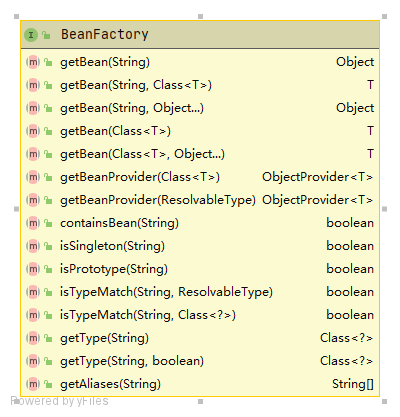 I BeanFactory
m getBean(String) Object
m getBean(String, Class<T>) T
m getBean(String, Object...) Object
m getBean(Class<T>) T
m getBean(Class<T>, Object...) T
m getBeanProvider(Class<T>) ObjectProvider<T>
m getBeanProvider(ResolvableType) ObjectProvider<T>
m containsBean(String) boolean
m isSingleton(String) boolean
m isPrototype(String) boolean
m isTypeMatch(String, ResolvableType) boolean
m isTypeMatch(String, Class<?>) boolean
m getType(String) Class<?>
m getType(String, boolean) Class<?>
m getAliases(String) String[]
Powered by yFiles